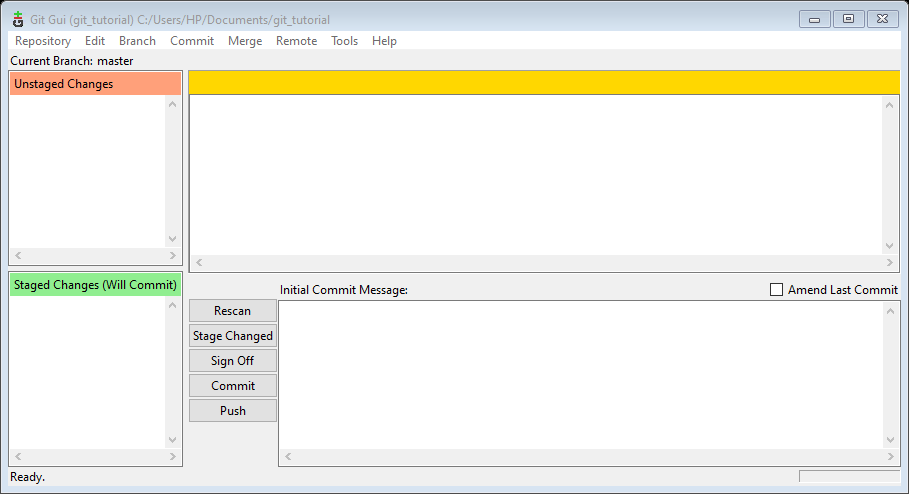 Git Gui (git_tutorial) C:/Users/HP/Documents/git_tutorial
Repository Edit Branch Commit Merge Remote Tools Help
Current Branch: master
Unstaged Changes
Staged Changes (Will Commit)
Initial Commit Message:
Amend Last Commit
Rescan
Stage Changed
Sign Off
Commit
Push
Ready.